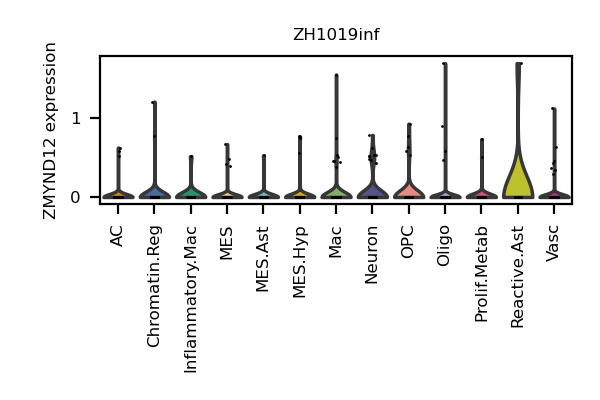 ZH1019inf
ZMYND12 expression
1
0
AC
Chromatin.Reg
Inflammatory.Mac
MES
MES.Ast
MES.Hyp
Mac
Neuron
OPC
Oligo
Prolif.Metab
Reactive.Ast
Vasc